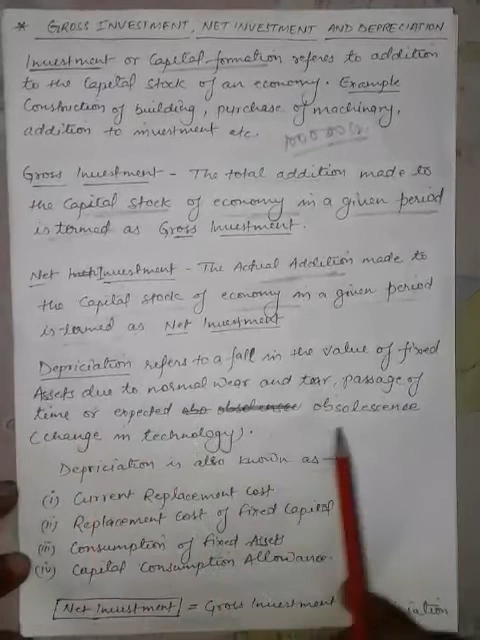 * GROSS INVESTMENT, NET INVESTMENT AND DEPRECIATION
Investment or Capital formation referes to addition
to the Capital Stock of an economy. Example
Construction of building, purchase of machinary,
addition to investment etc.
Gross Investment - The total addition made to
the Capital Stock of economy in a given period
is termed as Gross Investment.
Net Investment - The Actual Addition made to
the Capital stock of economy in a given period
is termed as Net Investment
Depriciation refers to a fall in the value of fixed
Assets due to normal wear and tear, passage of
time or expected obsolescence
(change in technology).
Depriciation is also known as -
(i) Current Replacement Cost
(ii) Replacement Cost of Fixed Capital
(iii) Consumption of fixed Assets
(iv) Capital Consumption Allowance.
Net Investment = Gross Investment ciation